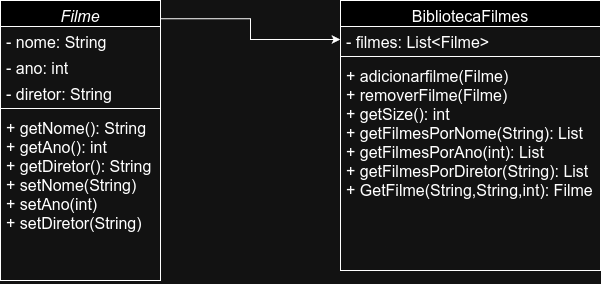 Filme
- nome: String
- ano: int
- diretor: String
+ getNome(): String
+ getAno(): int
+ getDiretor(): String
+ setNome(String)
+ setAno(int)
+ setDiretor(String)
BibliotecaFilmes
- filmes: List<Filme>
+ adicionarfilme(Filme)
+ removerFilme(Filme)
+ getSize(): int
+ getFilmesPorNome(String): List
+ getFilmesPorAno(int): List
+ getFilmesPorDiretor(String): List
+ GetFilme(String,String,int): Filme